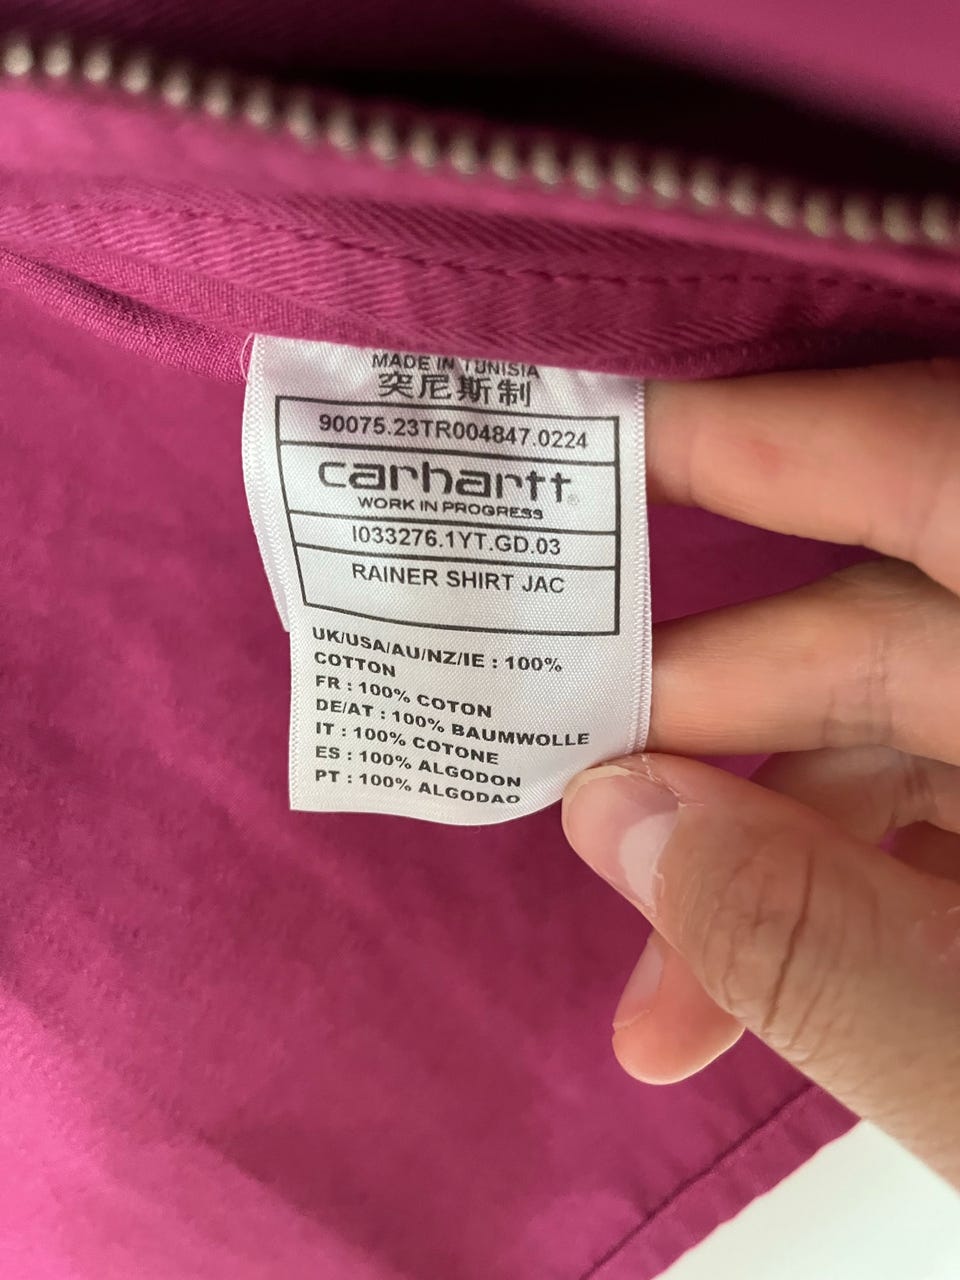 MADE IN TUNISIA
突尼斯制
90075.23TR004847.0224
carhartt®
WORK IN PROGRESS
I033276.1YT.GD.03
RAINER SHIRT JAC
UK/USA/AU/NZ/IE : 100%
COTTON
FR : 100% COTON
DE/AT : 100% BAUMWOLLE
IT : 100% COTONE
ES : 100% ALGODON
PT : 100% ALGODAO